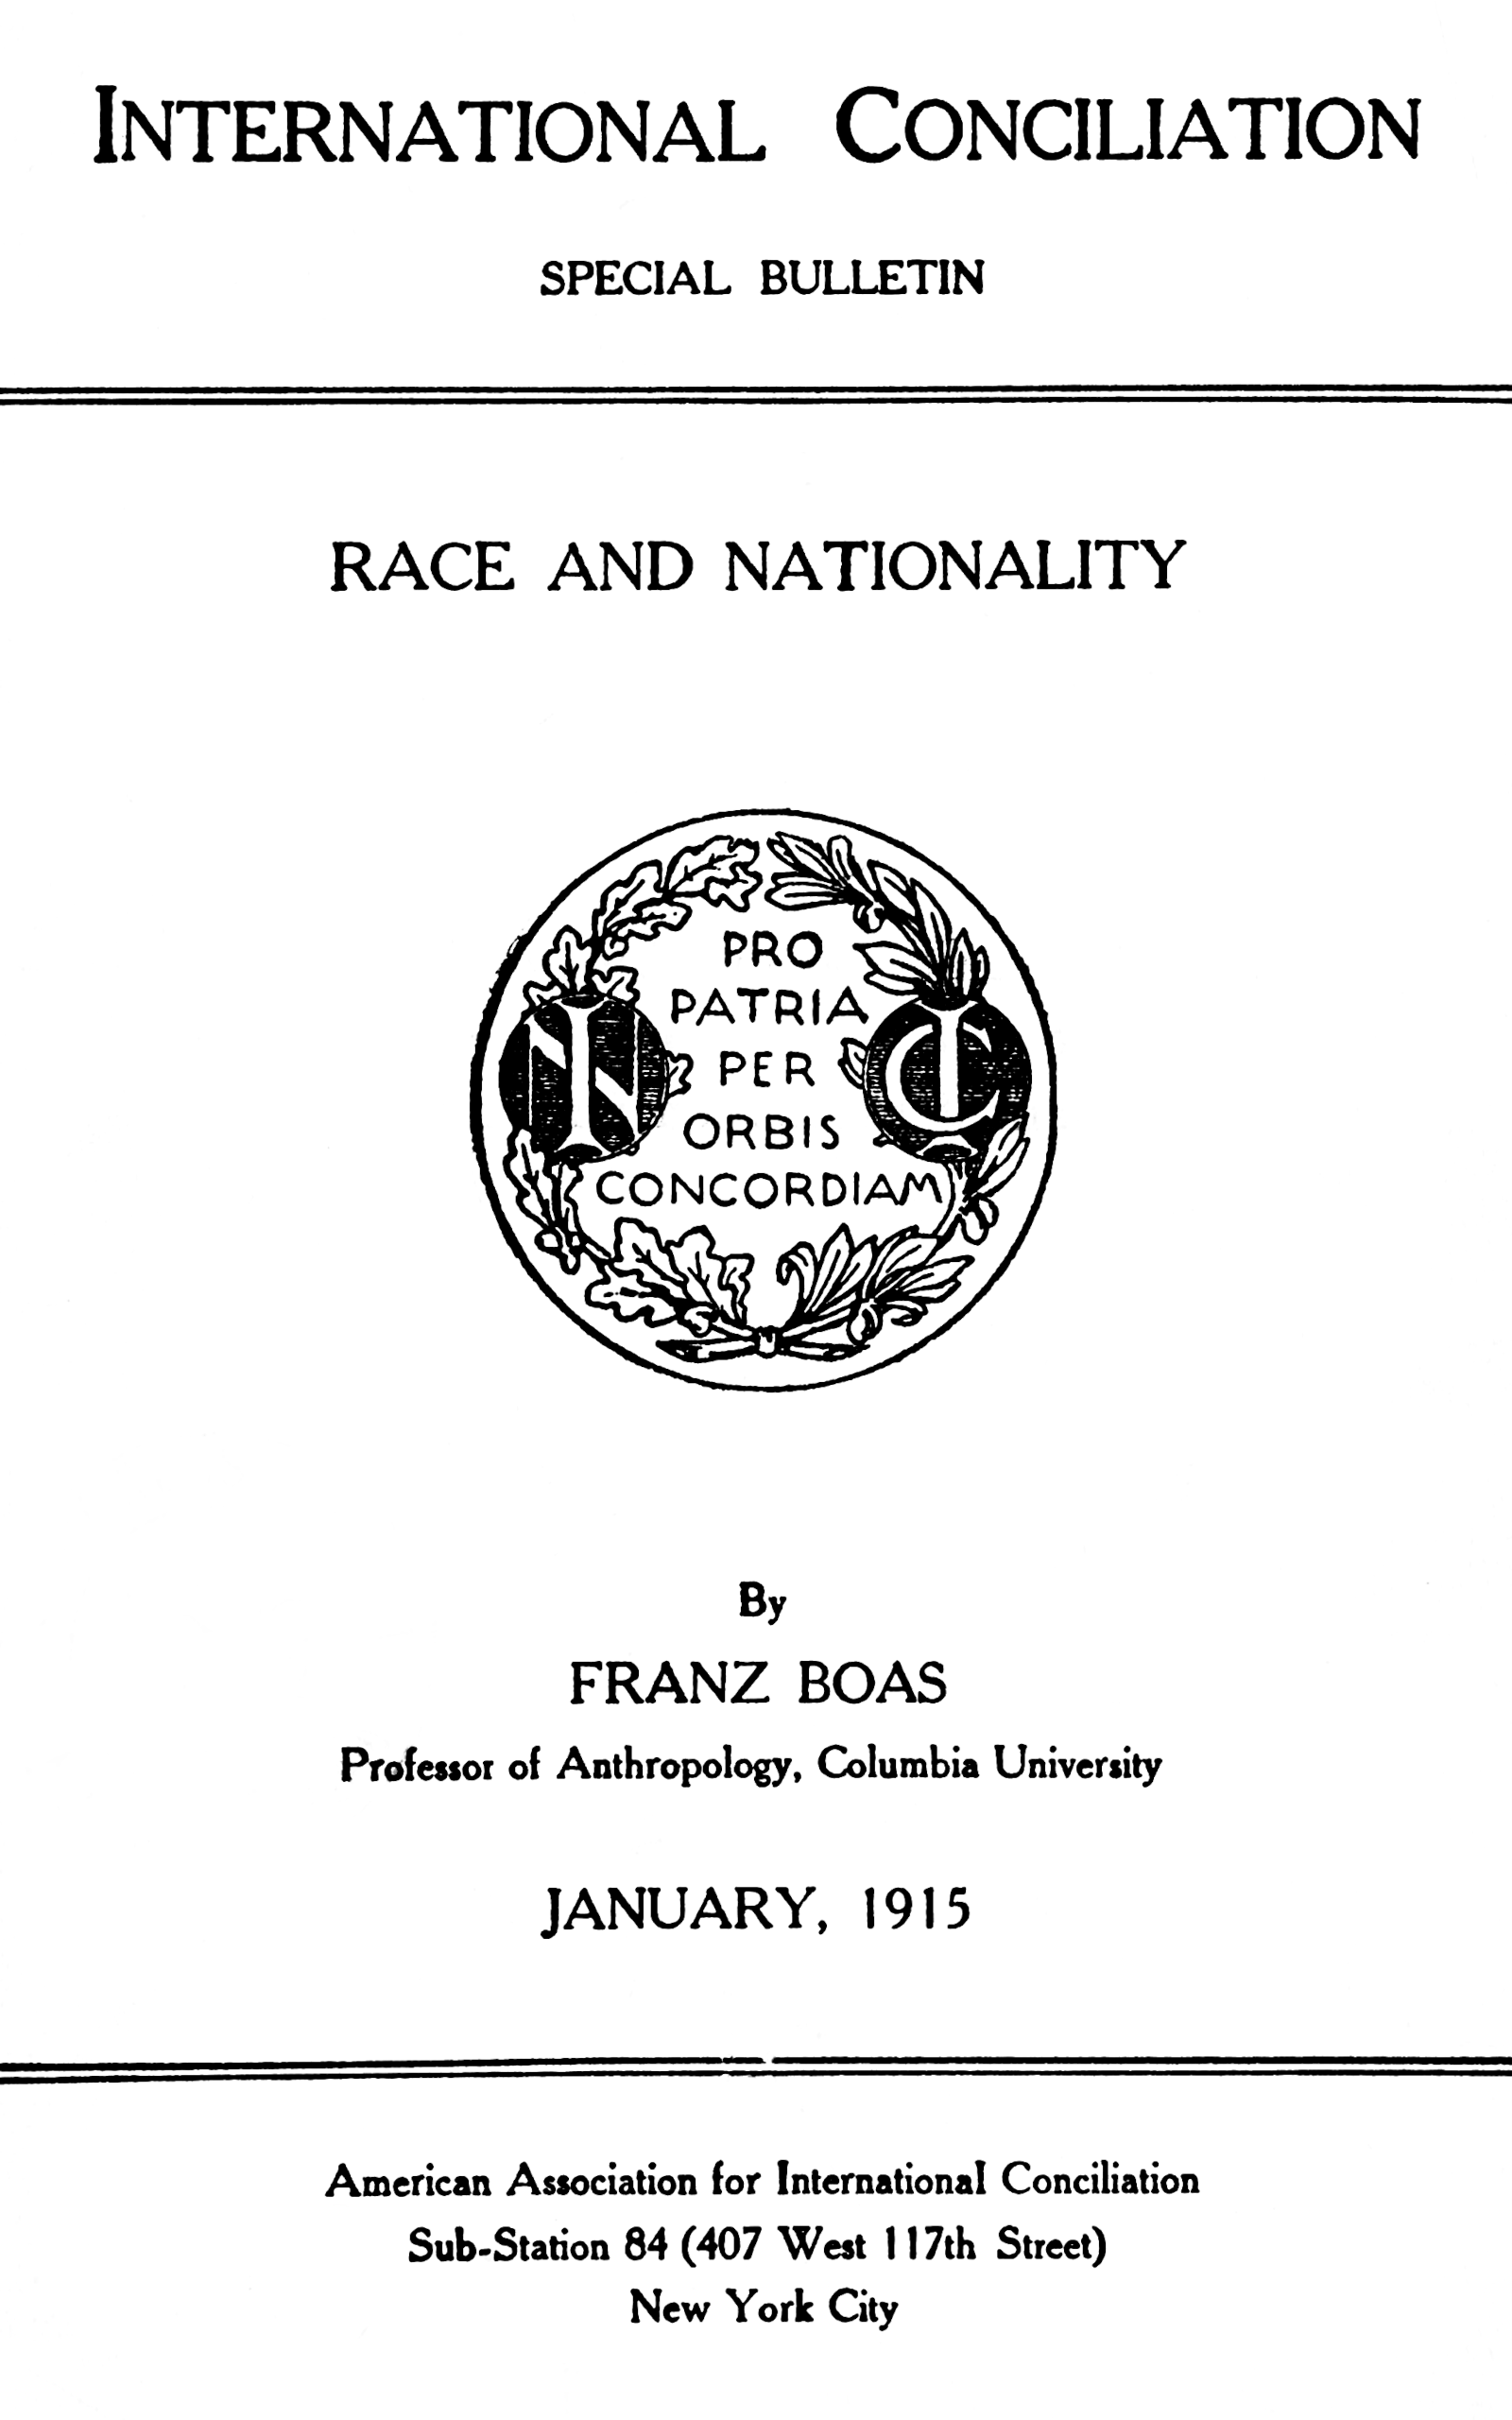 INTERNATIONAL CONCILIATION
SPECIAL BULLETIN
RACE AND NATIONALITY
PRO
PATRIA
PER
ORBIS
CONCORDIAM
IN
IC
By
FRANZ BOAS
Professor of Anthropology, Columbia University
JANUARY, 1915
American Association for International Conciliation
Sub-Station 84 (407 West 117th Street)
New York City